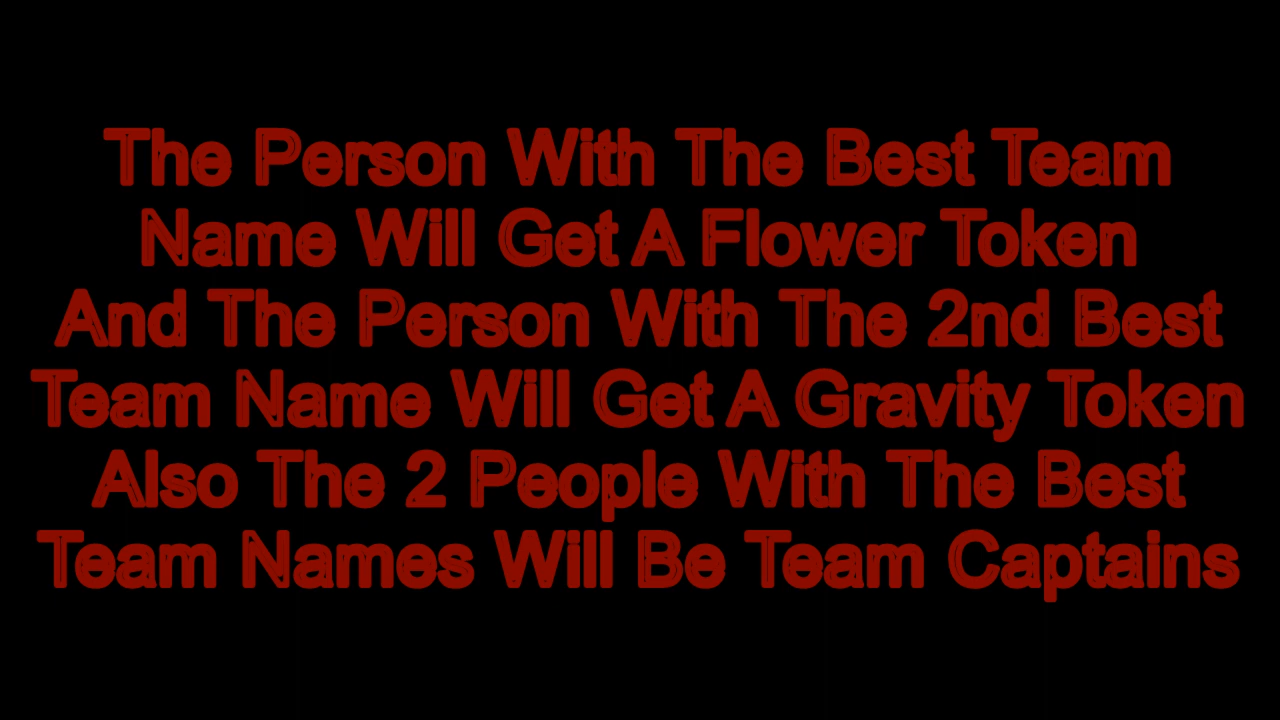 The Person With The Best Team
Name Will Get A Flower Token
And The Person With The 2nd Best
Team Name Will Get A Gravity Token
Also The 2 People With The Best
Team Names Will Be Team Captains